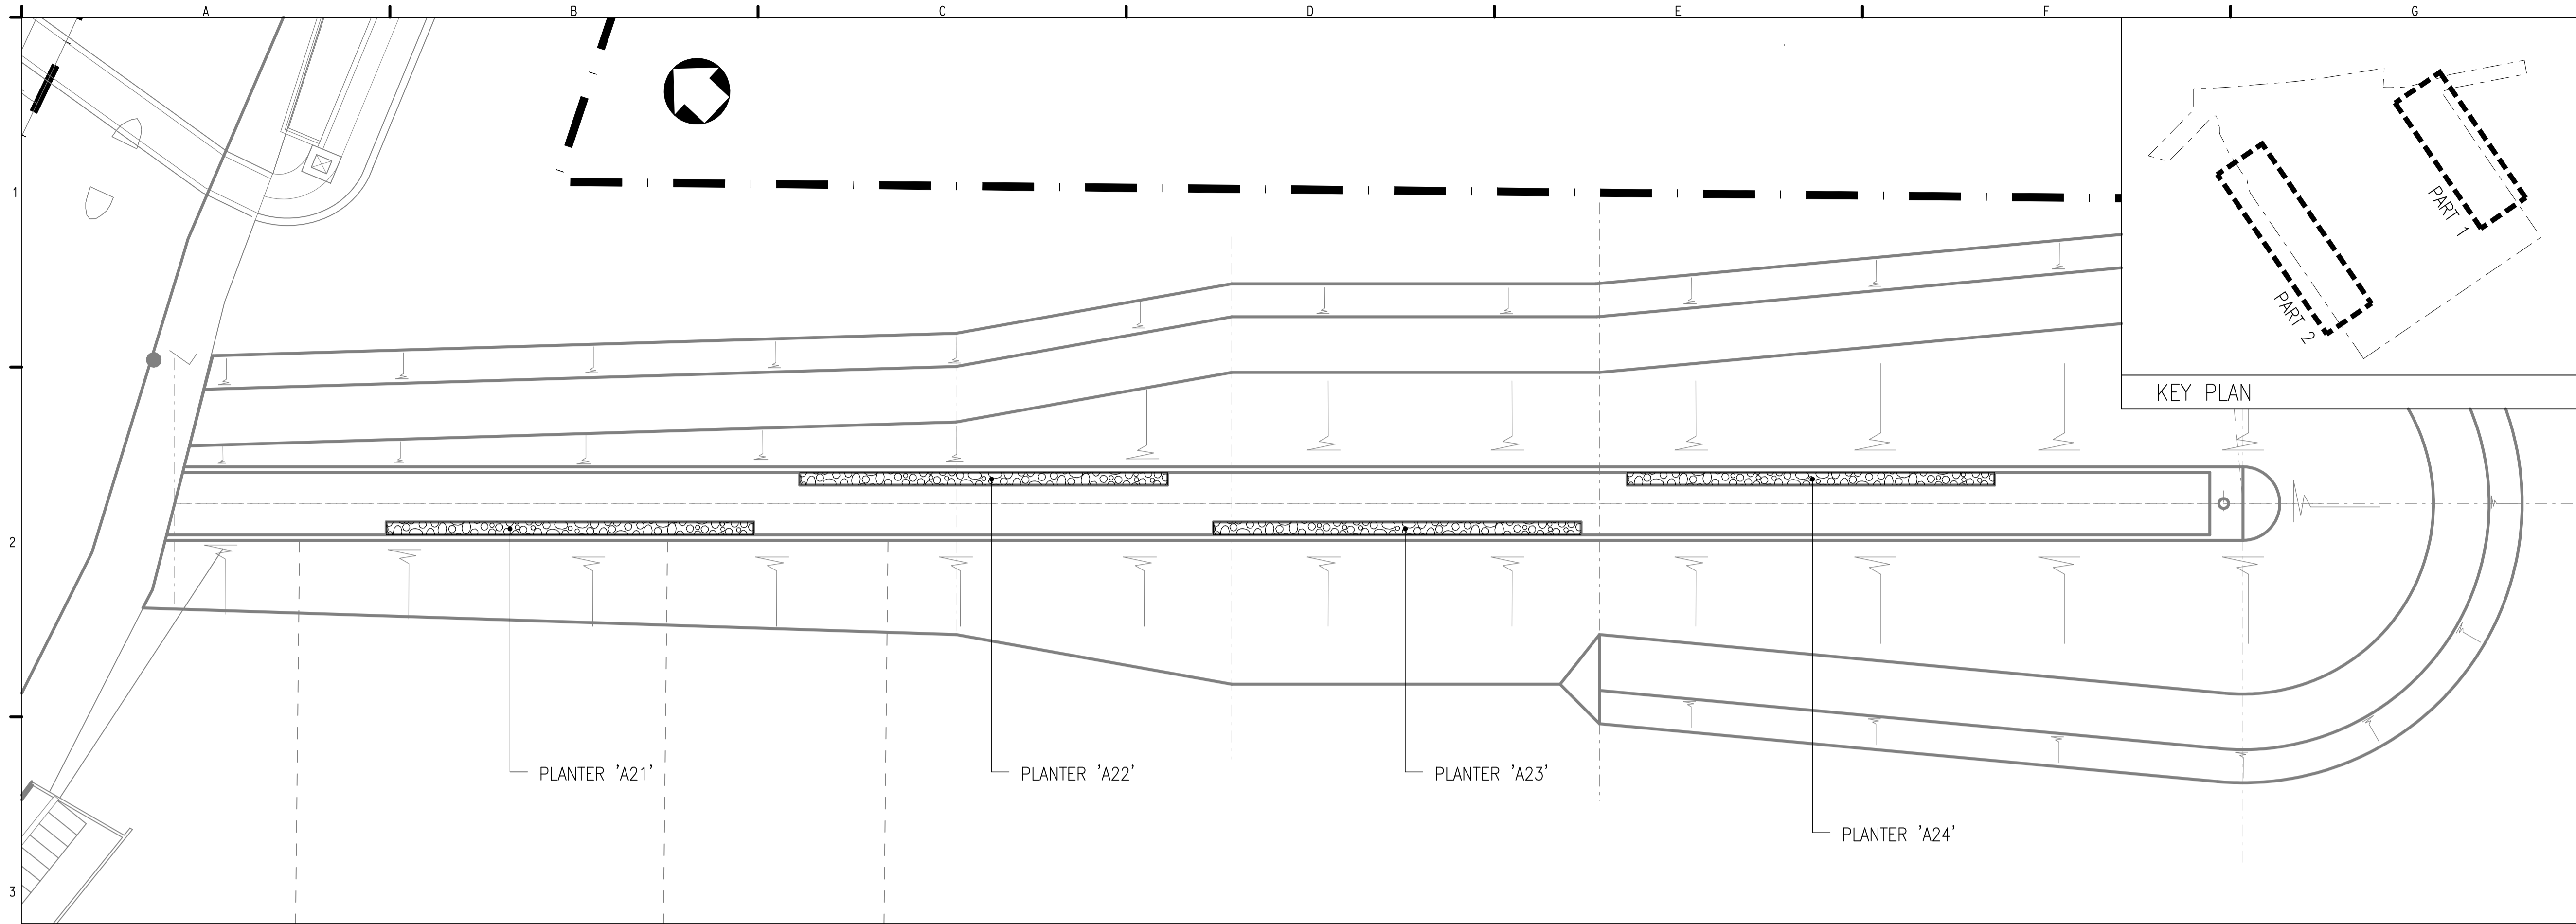 A B C D E F G
1
PART 1
PART 2
KEY PLAN
2
PLANTER 'A21' PLANTER 'A22' PLANTER 'A23'
PLANTER 'A24'
3